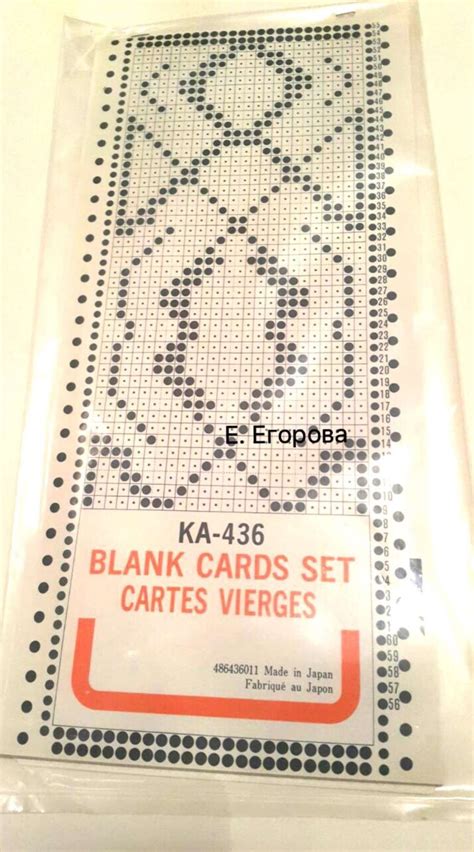 Е. Егорова
KA-436
BLANK CARDS SET
CARTES VIERGES
486436011 Made in Japan
Fabriqué au Japon